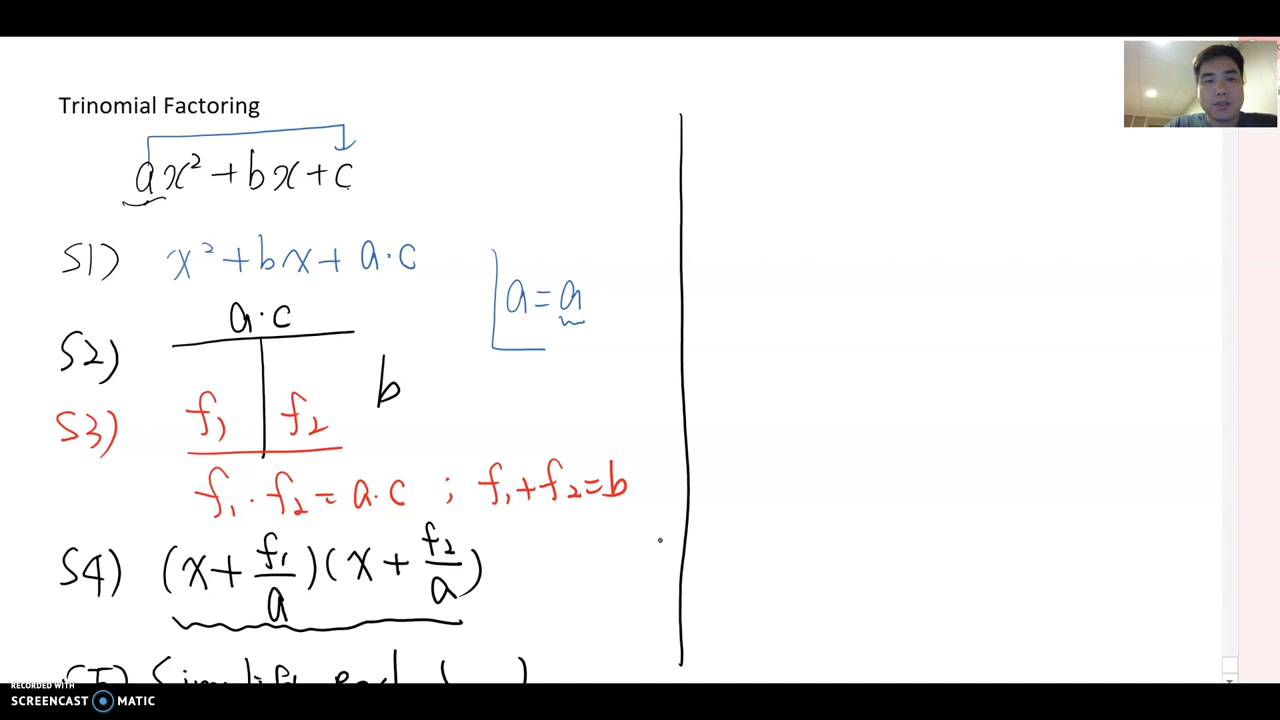 Trinomial Factoring
ax² + bx + c
S1) x² + bx + a·c
a = a
a·c
S2)
b
S3) f₁ f₂
f₁ · f₂ = a·c ; f₁ + f₂ = b
S4) (x + f₁/a)(x + f₂/a)
RECORDED WITH
SCREENCAST MATIC